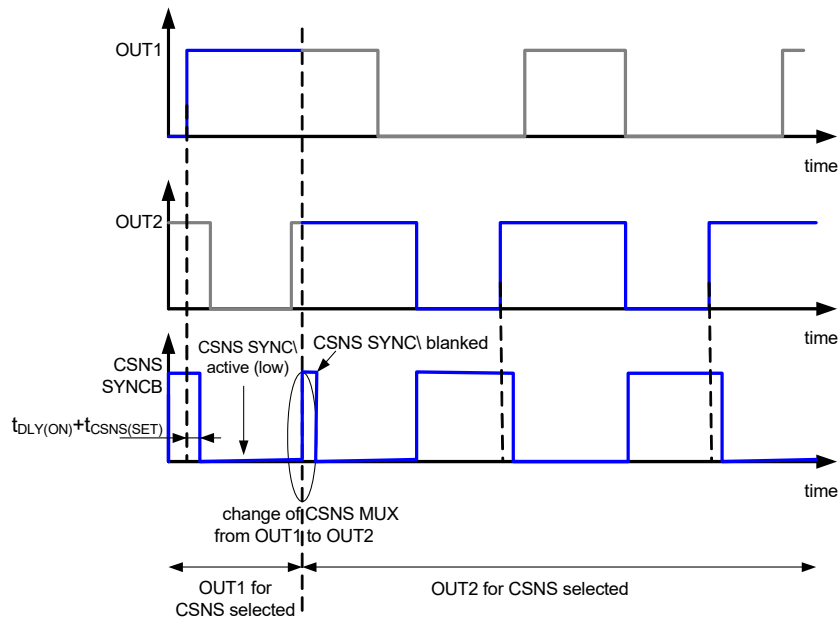 OUT1
time
OUT2
time
CSNS
SYNCB
CSNS SYNC\
active (low)
CSNS SYNC\ blanked
tDLY(ON)+tCSNS(SET)
time
change of CSNS MUX
from OUT1 to OUT2
OUT1 for
CSNS selected
OUT2 for CSNS selected